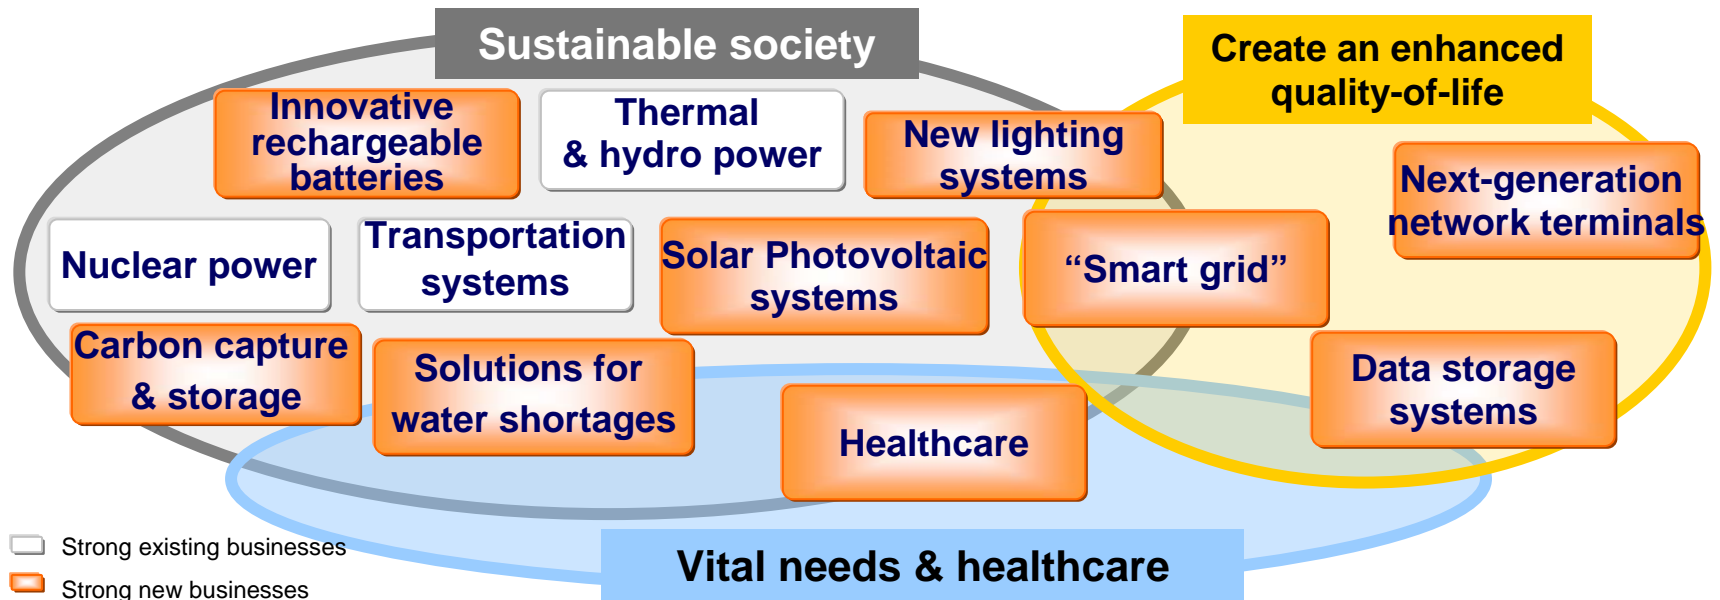 Sustainable society
Create an enhanced
quality-of-life
Innovative
rechargeable
batteries
Thermal
& hydro power
New lighting
systems
Next-generation
network terminals
Nuclear power
Transportation
systems
Solar Photovoltaic
systems
“Smart grid”
Carbon capture
& storage
Solutions for
water shortages
Healthcare
Data storage
systems
Strong existing businesses
Strong new businesses
Vital needs & healthcare